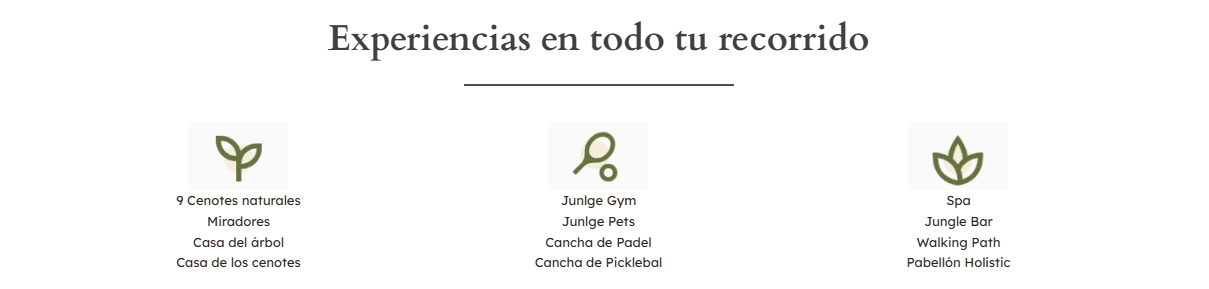 Experiencias en todo tu recorrido
9 Cenotes naturales
Miradores
Casa del árbol
Casa de los cenotes
Junlge Gym
Junlge Pets
Cancha de Padel
Cancha de Picklebal
Spa
Jungle Bar
Walking Path
Pabellón Holístic